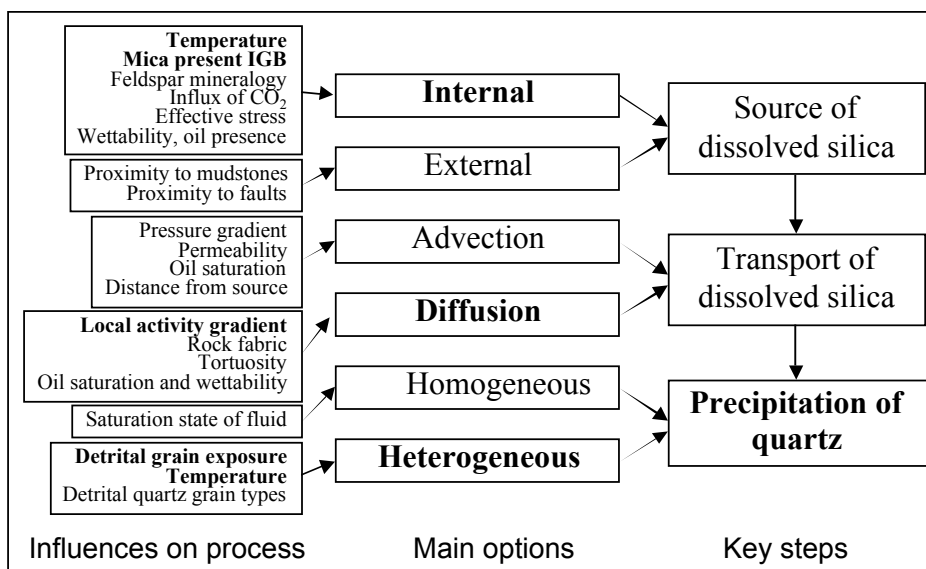 Temperature
Mica present IGB
Feldspar mineralogy
Influx of CO₂
Effective stress
Wettability, oil presence
Proximity to mudstones
Proximity to faults
Pressure gradient
Permeability
Oil saturation
Distance from source
Local activity gradient
Rock fabric
Tortuosity
Oil saturation and wettability
Saturation state of fluid
Detrital grain exposure
Temperature
Detrital quartz grain types
Influences on process
Internal
External
Advection
Diffusion
Homogeneous
Heterogeneous
Main options
Source of
dissolved silica
Transport of
dissolved silica
Precipitation of
quartz
Key steps